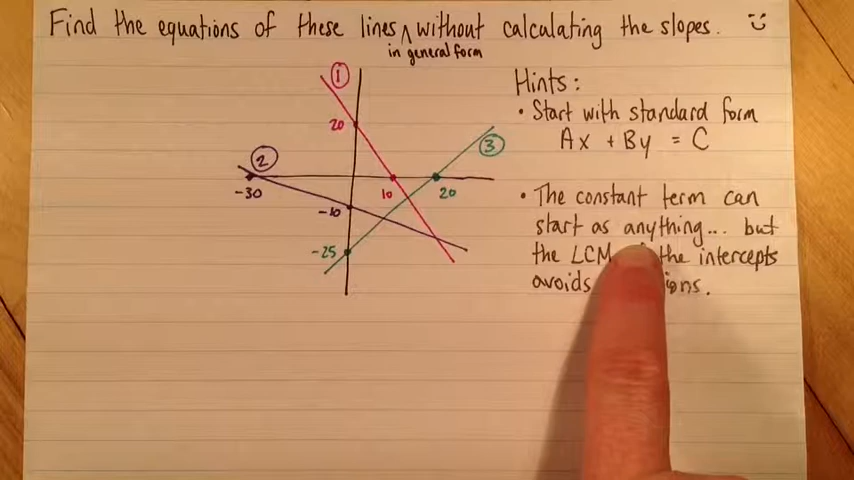 Find the equations of these lines ∧ without calculating the slopes.
in general form
Hints:
• Start with standard form
Ax + By = C
• The constant term can
start as anything... but
the LCM the intercepts
avoids
1
20
2
3
-30
10
20
-10
-25